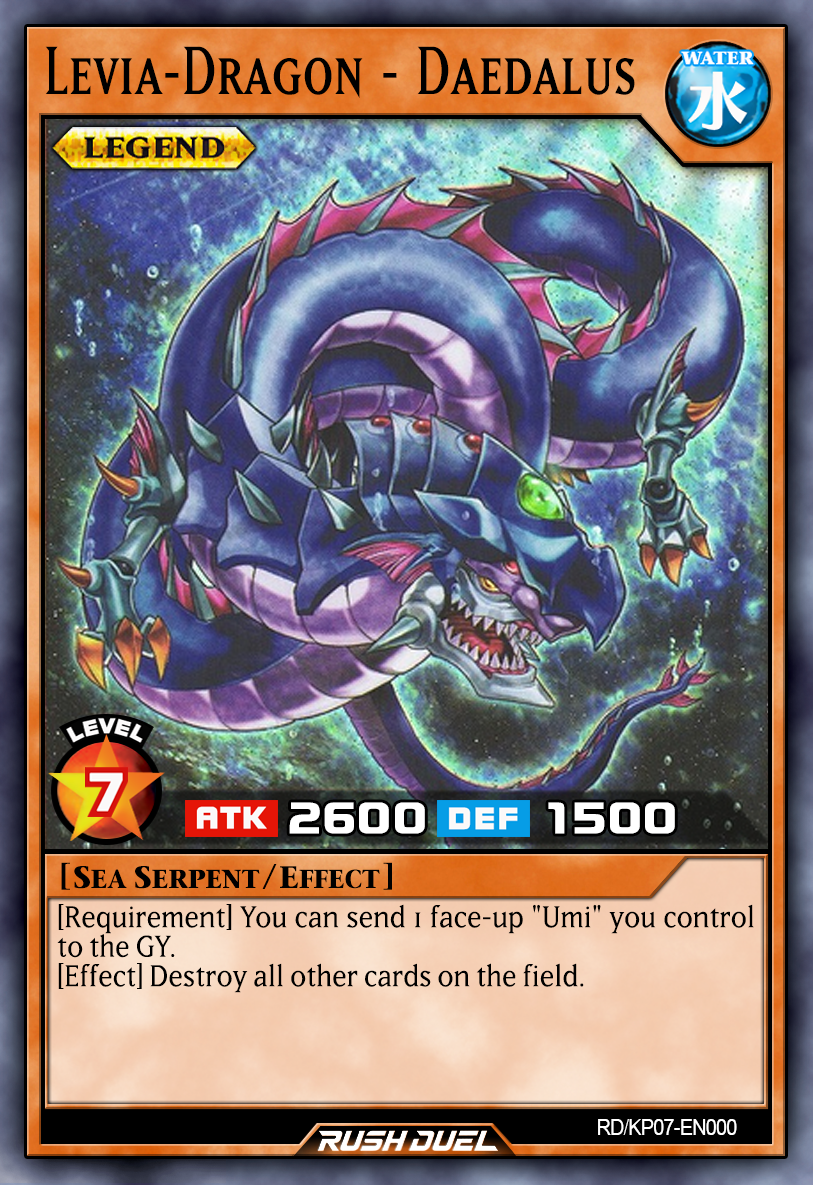 Levia-Dragon - Daedalus
WATER
水
LEGEND
LEVEL
7
ATK 2600 DEF 1500
[Sea Serpent/Effect]
[Requirement] You can send 1 face-up "Umi" you control
to the GY.
[Effect] Destroy all other cards on the field.
RD/KP07-EN000
RUSH DUEL